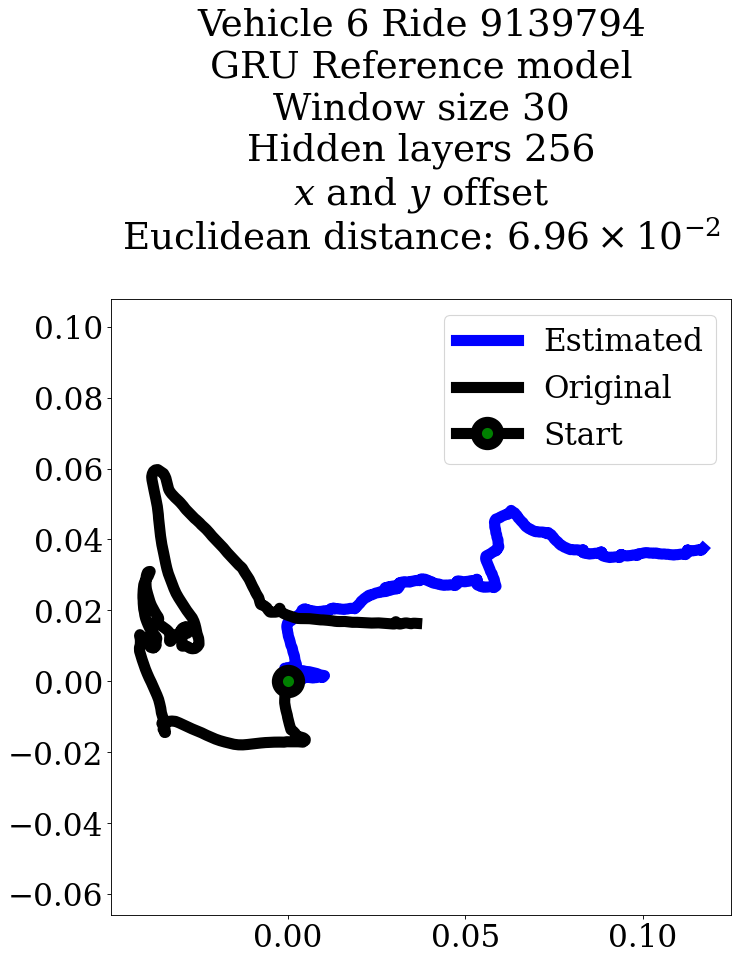 Vehicle 6 Ride 9139794
GRU Reference model
Window size 30
Hidden layers 256
x and y offset
Euclidean distance: 6.96 × 10⁻²
Estimated
Original
Start
0.10
0.08
0.06
0.04
0.02
0.00
−0.02
−0.04
−0.06
0.00 0.05 0.10